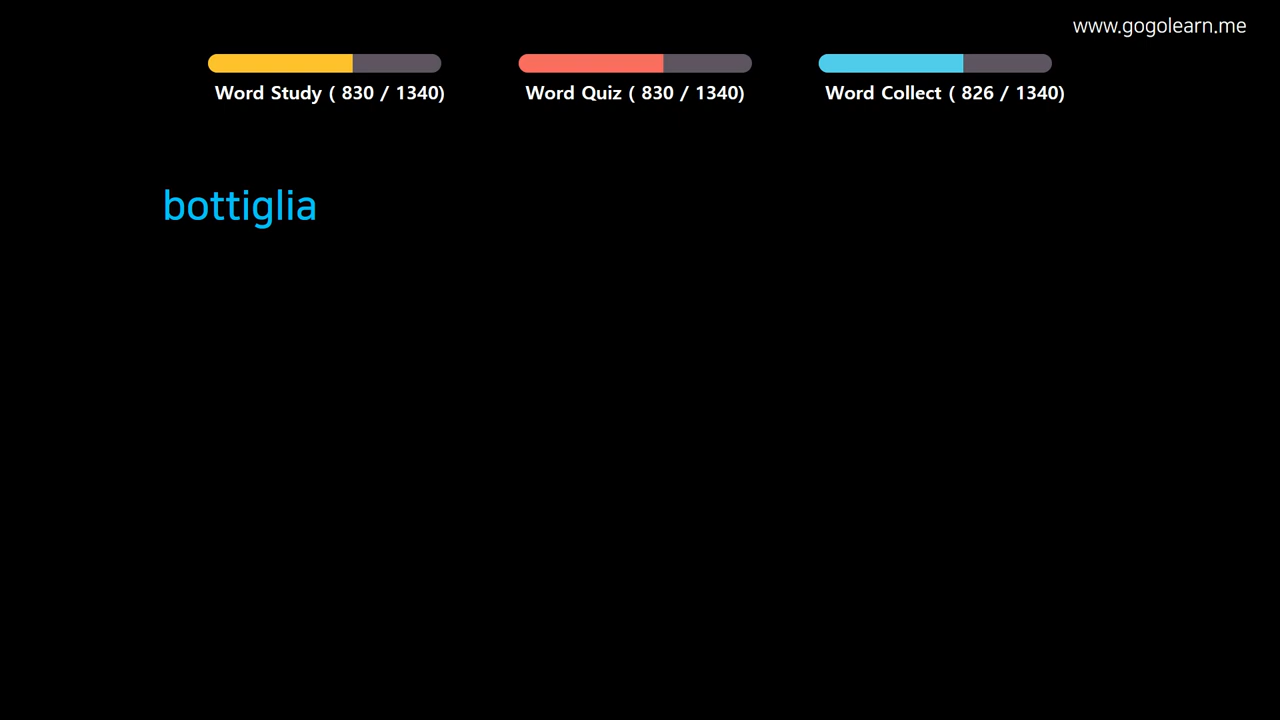 www.gogolearn.me
Word Study ( 830 / 1340)
Word Quiz ( 830 / 1340)
Word Collect ( 826 / 1340)
bottiglia